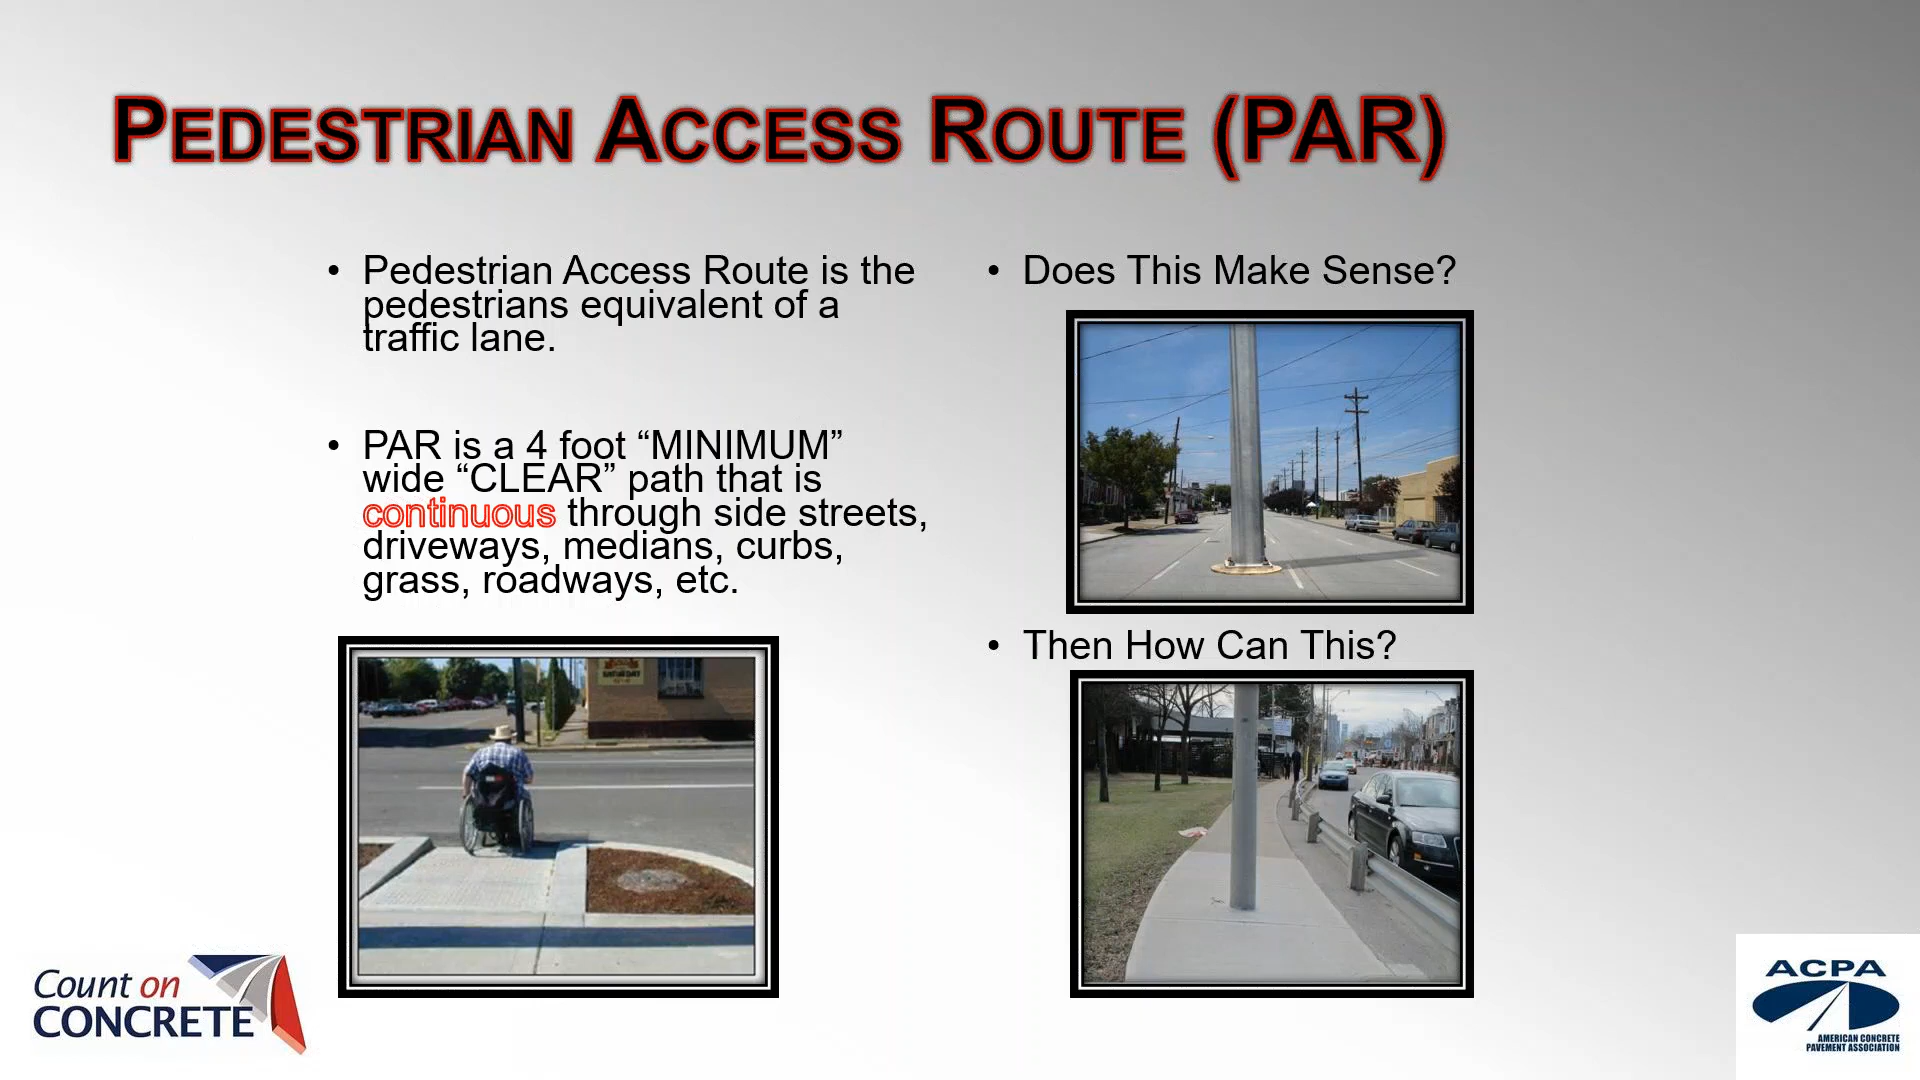 PEDESTRIAN ACCESS ROUTE (PAR)
• Pedestrian Access Route is the
pedestrians equivalent of a
traffic lane.
• PAR is a 4 foot “MINIMUM”
wide “CLEAR” path that is
continuous through side streets,
driveways, medians, curbs,
grass, roadways, etc.
• Does This Make Sense?
• Then How Can This?
Count on
CONCRETE
ACPA
AMERICAN CONCRETE
PAVEMENT ASSOCIATION